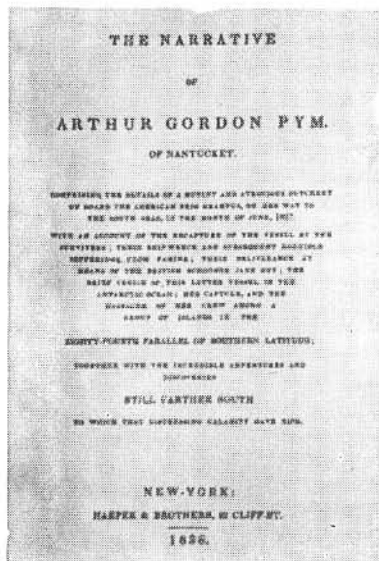 THE NARRATIVE
OF
ARTHUR GORDON PYM.
OF NANTUCKET.
COMPRISING THE DETAILS OF A MUTINY AND ATROCIOUS BUTCHERY
ON BOARD THE AMERICAN BRIG GRAMPUS, ON HER WAY TO
THE SOUTH SEAS, IN THE MONTH OF JUNE, 1827.
WITH AN ACCOUNT OF THE RECAPTURE OF THE VESSEL BY THE
SURVIVERS; THEIR SHIPWRECK AND SUBSEQUENT HORRIBLE
SUFFERINGS FROM FAMINE; THEIR DELIVERANCE BY
MEANS OF THE BRITISH SCHOONER JANE GUY; THE
BRIEF CRUISE OF THIS LATTER VESSEL IN THE
ANTARCTIC OCEAN; HER CAPTURE, AND THE
MASSACRE OF HER CREW AMONG A
GROUP OF ISLANDS IN THE
EIGHTY-FOURTH PARALLEL OF SOUTHERN LATITUDE;
TOGETHER WITH THE INCREDIBLE ADVENTURES AND
DISCOVERIES
STILL FARTHER SOUTH
TO WHICH THAT DISTRESSING CALAMITY GAVE RISE.
NEW-YORK:
HARPER & BROTHERS, 82 CLIFF-ST.
1838.